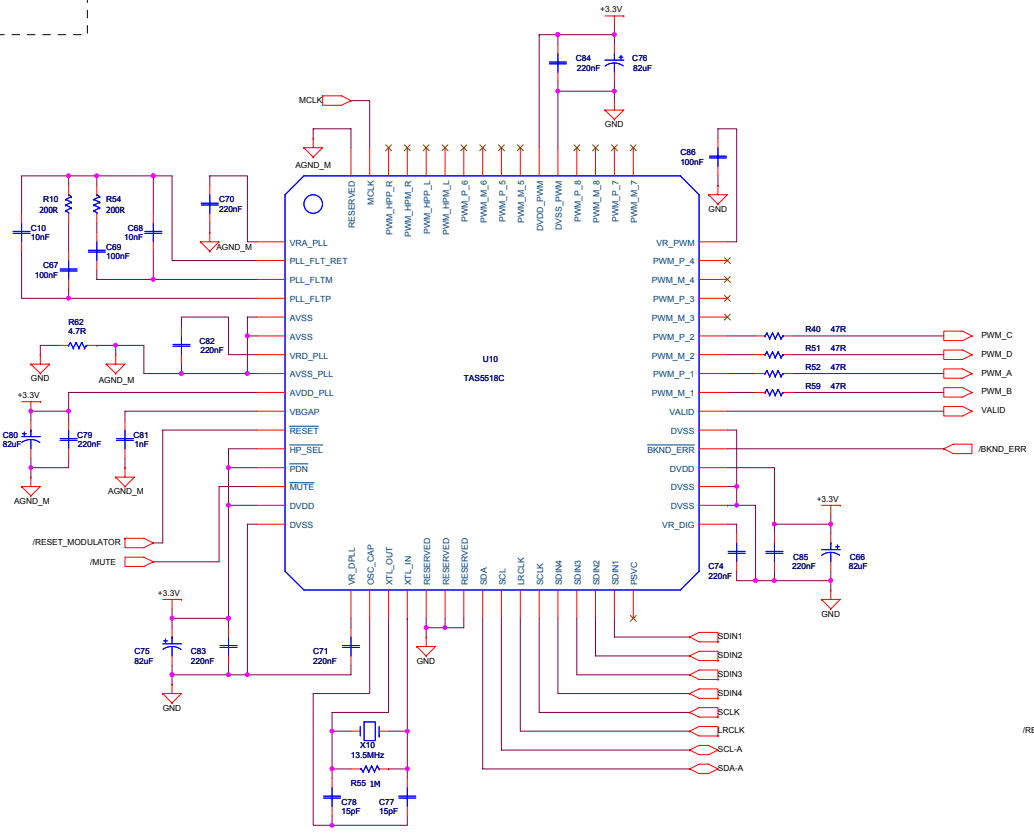 +3.3V
C84
220nF
C76
82uF
GND
MCLK
AGND_M
C86
100nF
GND
RESERVED
MCLK
PWM_HPP_R
PWM_HPM_R
PWM_HPP_L
PWM_HPM_L
PWM_P_6
PWM_M_6
PWM_P_5
PWM_M_5
DVDD_PWM
DVSS_PWM
PWM_P_8
PWM_M_8
PWM_P_7
PWM_M_7
R10
200R
R54
200R
C10
10nF
C68
10nF
C69
100nF
C67
100nF
C70
220nF
AGND_M
VRA_PLL
PLL_FLT_RET
PLL_FLTM
PLL_FLTP
AVSS
AVSS
VRD_PLL
AVSS_PLL
AVDD_PLL
VBGAP
RESET
HP_SEL
PDN
MUTE
DVDD
DVSS
VR_PWM
PWM_P_4
PWM_M_4
PWM_P_3
PWM_M_3
PWM_P_2
PWM_M_2
PWM_P_1
PWM_M_1
VALID
DVSS
BKND_ERR
DVDD
DVSS
DVSS
VR_DIG
U10
TAS5518C
R62
4.7R
GND
AGND_M
C82
220nF
+3.3V
C80
82uF
C79
220nF
C81
1nF
AGND_M
AGND_M
R40 47R
PWM_C
R51 47R
PWM_D
R52 47R
PWM_A
R59 47R
PWM_B
VALID
/BKND_ERR
+3.3V
C74
220nF
C85
220nF
C66
82uF
GND
/RESET_MODULATOR
/MUTE
VR_DPLL
OSC_CAP
XTL_OUT
XTL_IN
RESERVED
RESERVED
RESERVED
SDA
SCL
LRCLK
SCLK
SDIN4
SDIN3
SDIN2
SDIN1
PSVC
+3.3V
C75
82uF
C83
220nF
GND
C71
220nF
GND
SDIN1
SDIN2
SDIN3
SDIN4
SCLK
LRCLK
SCL-A
SDA-A
/RE
X10
13.5MHz
R55 1M
C78
15pF
C77
15pF